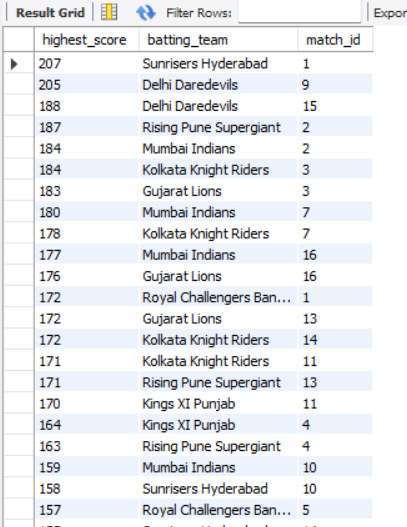 Result Grid Filter Rows: Expor
highest_score batting_team match_id
207 Sunrisers Hyderabad 1
205 Delhi Daredevils 9
188 Delhi Daredevils 15
187 Rising Pune Supergiant 2
184 Mumbai Indians 2
184 Kolkata Knight Riders 3
183 Gujarat Lions 3
180 Mumbai Indians 7
178 Kolkata Knight Riders 7
177 Mumbai Indians 16
176 Gujarat Lions 16
172 Royal Challengers Ban... 1
172 Gujarat Lions 13
172 Kolkata Knight Riders 14
171 Kolkata Knight Riders 11
171 Rising Pune Supergiant 13
170 Kings XI Punjab 11
164 Kings XI Punjab 4
163 Rising Pune Supergiant 4
159 Mumbai Indians 10
158 Sunrisers Hyderabad 10
157 Royal Challengers Ban... 5